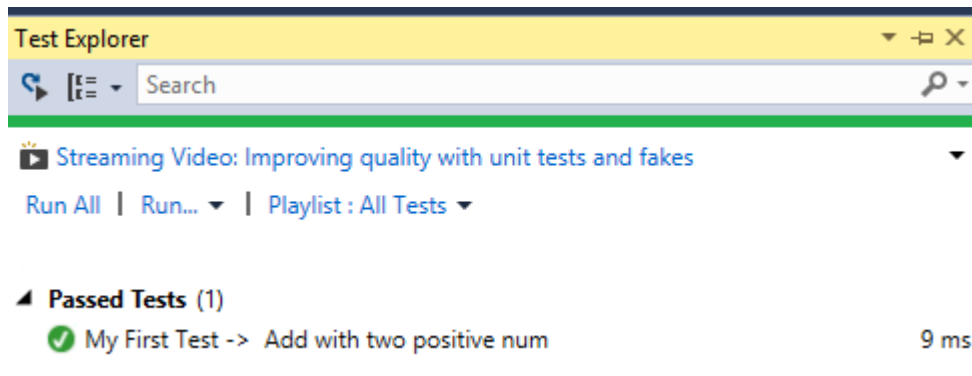 Test Explorer
Search
Streaming Video: Improving quality with unit tests and fakes
Run All | Run... | Playlist : All Tests
Passed Tests (1)
My First Test -> Add with two positive num 9 ms